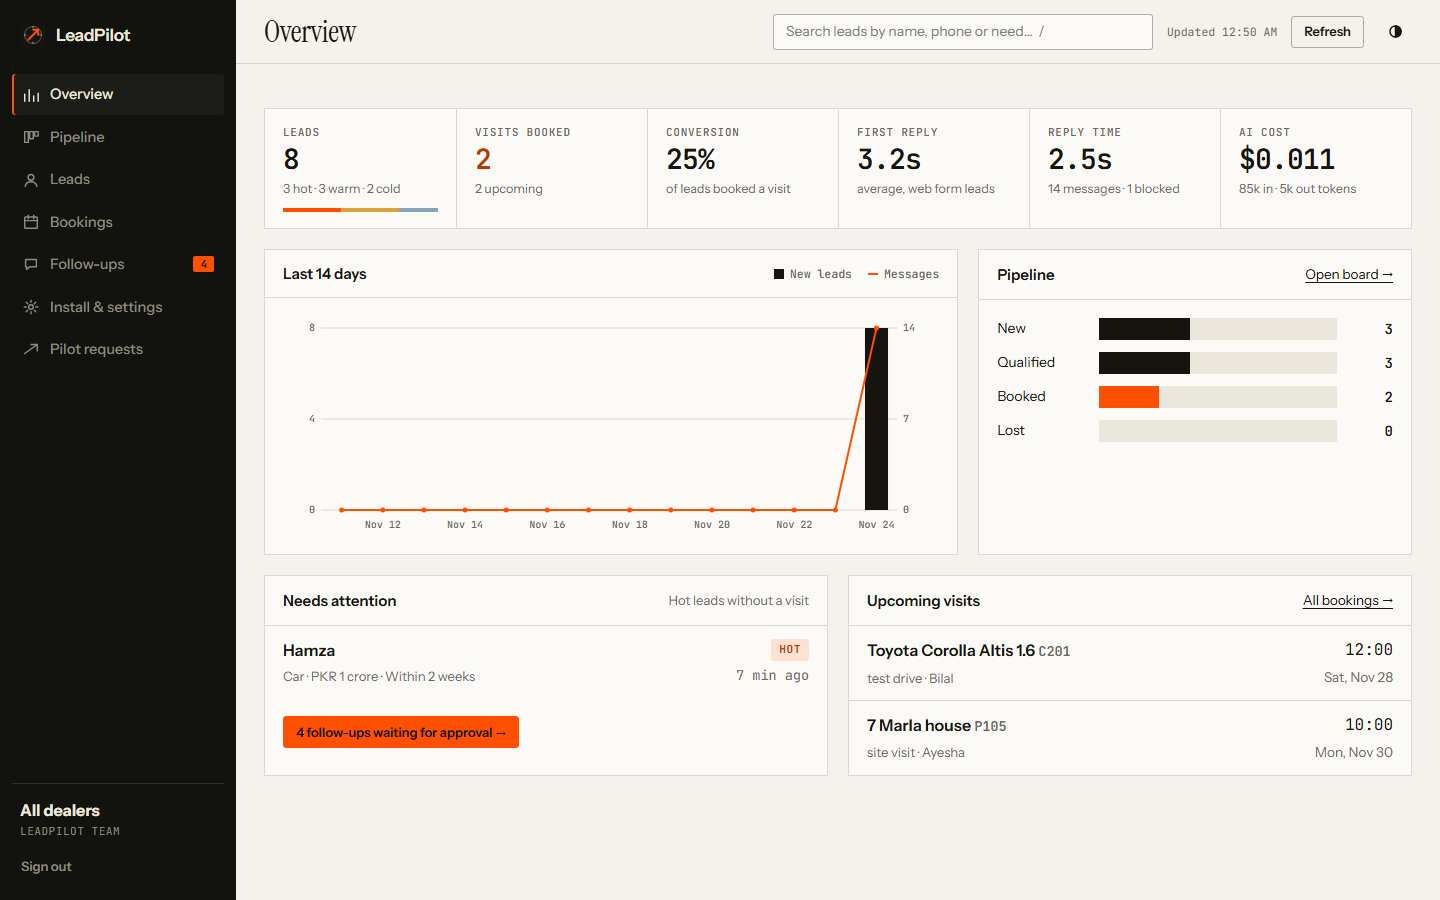 LeadPilot
Overview
Pipeline
Leads
Bookings
Follow-ups 4
Install & settings
Pilot requests
All dealers
LEADPILOT TEAM
Sign out
Overview
Search leads by name, phone or need... /
Updated 12:50 AM
Refresh
LEADS
8
3 hot · 3 warm · 2 cold
VISITS BOOKED
2
2 upcoming
CONVERSION
25%
of leads booked a visit
FIRST REPLY
3.2s
average, web form leads
REPLY TIME
2.5s
14 messages · 1 blocked
AI COST
$0.011
85k in · 5k out tokens
Last 14 days
New leads Messages
8 14
4 7
0 0
Nov 12 Nov 14 Nov 16 Nov 18 Nov 20 Nov 22 Nov 24
Pipeline Open board →
New 3
Qualified 3
Booked 2
Lost 0
Needs attention Hot leads without a visit
Hamza HOT
Car · PKR 1 crore · Within 2 weeks 7 min ago
4 follow-ups waiting for approval →
Upcoming visits All bookings →
Toyota Corolla Altis 1.6 C201 12:00
test drive · Bilal Sat, Nov 28
7 Marla house P105 10:00
site visit · Ayesha Mon, Nov 30